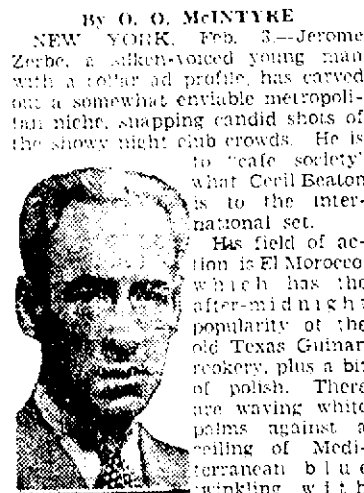 By O. O. McINTYRE
NEW YORK, Feb. 3.—Jerome
Zerbe, a silken-voiced young man
with a collar ad profile, has carved
out a somewhat enviable metropoli-
tan niche, snapping candid shots of
the showy night club crowds. He is
to "cafe society"
what Cecil Beaton
is to the inter-
national set.
His field of ac-
tion is El Morocco
which has the
after-midnight
popularity of the
old Texas Guinan
rookery, plus a bit
of polish. There
are waving white
palms against a
ceiling of Medi-
terranean blue
twinkling with